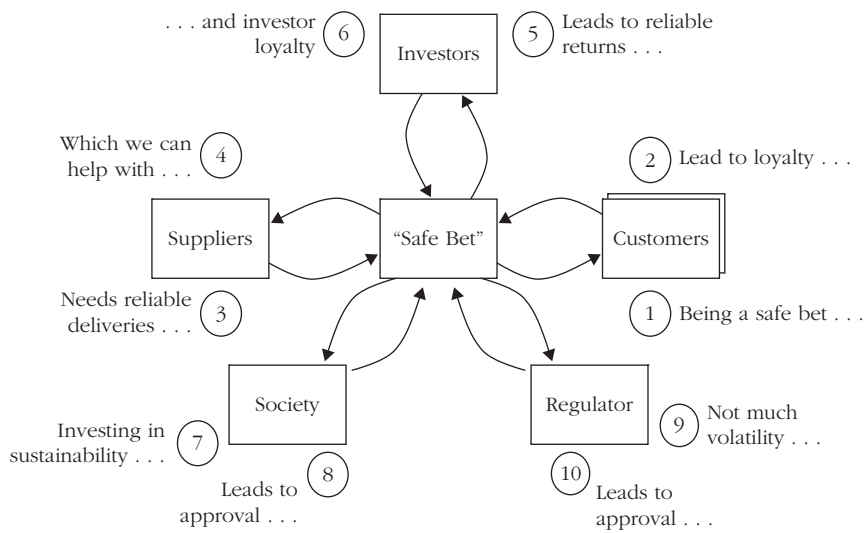 . . . and investor
loyalty
6
Investors
5
Leads to reliable
returns . . .
Which we can
help with . . .
4
2
Lead to loyalty . . .
Suppliers
“Safe Bet”
Customers
Needs reliable
deliveries . . .
3
1
Being a safe bet . . .
Society
Regulator
Investing in
sustainability . . .
7
9
Not much
volatility . . .
8
Leads to
approval . . .
10
Leads to
approval . . .